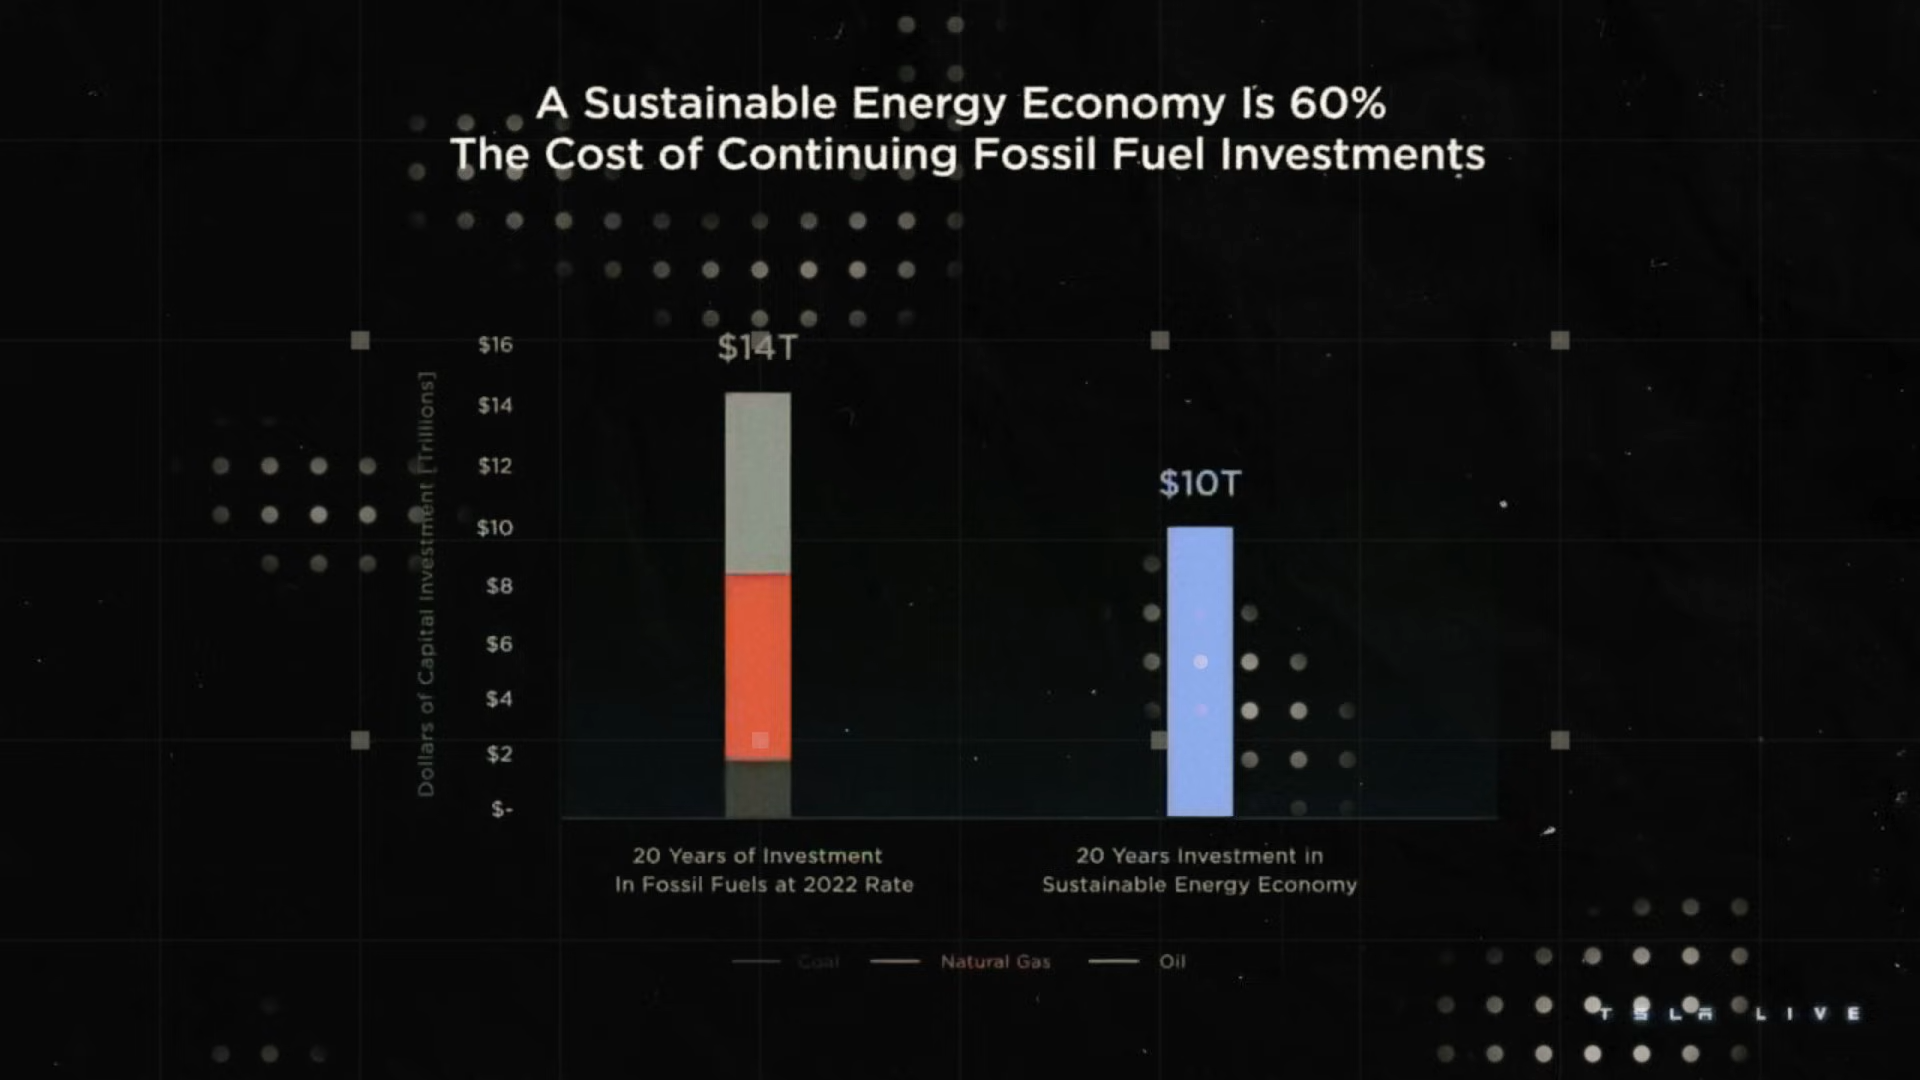 A Sustainable Energy Economy Is 60%
The Cost of Continuing Fossil Fuel Investments
Dollars of Capital Investment [Trillions]
$16
$14
$12
$10
$8
$6
$4
$2
$-
$14T
$10T
20 Years of Investment
In Fossil Fuels at 2022 Rate
20 Years Investment in
Sustainable Energy Economy
Coal
Natural Gas
Oil
TSLA LIVE